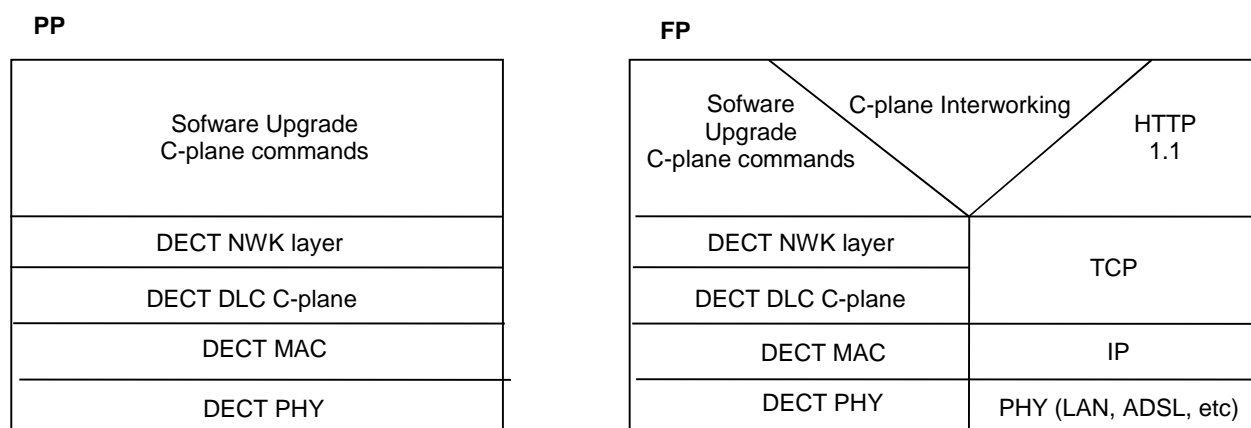 PP
Sofware Upgrade
C-plane commands
DECT NWK layer
DECT DLC C-plane
DECT MAC
DECT PHY
FP
Sofware
Upgrade
C-plane commands
C-plane Interworking
HTTP
1.1
DECT NWK layer
DECT DLC C-plane
TCP
DECT MAC
IP
DECT PHY
PHY (LAN, ADSL, etc)